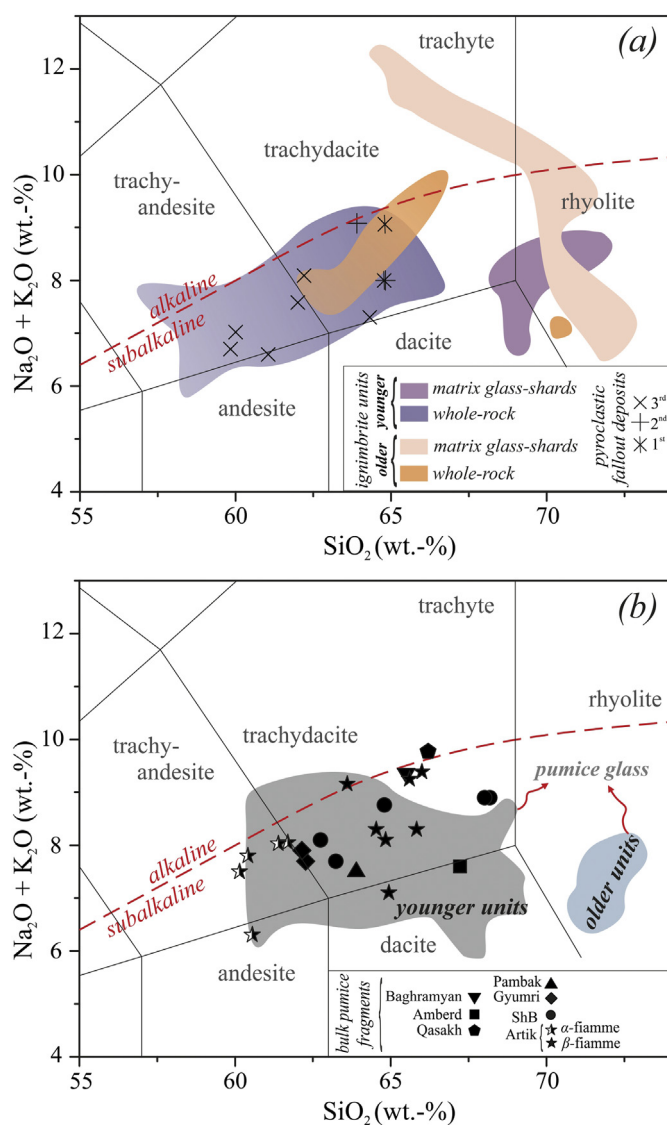 (a)
trachyte
trachydacite
trachy-
andesite
rhyolite
alkaline
subalkaline
dacite
andesite
12
10
8
6
4
Na2O + K2O (wt.-%)
55
60
65
70
SiO2 (wt.-%)
ignimbrite units
younger
matrix glass-shards
whole-rock
older
matrix glass-shards
whole-rock
pyroclastic
fallout deposits
3rd
2nd
1st
(b)
trachyte
rhyolite
trachydacite
trachy-
andesite
pumice glass
alkaline
subalkaline
younger units
older units
dacite
andesite
12
10
8
6
4
Na2O + K2O (wt.-%)
bulk pumice
fragments
Baghramyan
Amberd
Qasakh
Pambak
Gyumri
ShB
Artik
α-fiamme
β-fiamme
55
60
65
70
SiO2 (wt.-%)